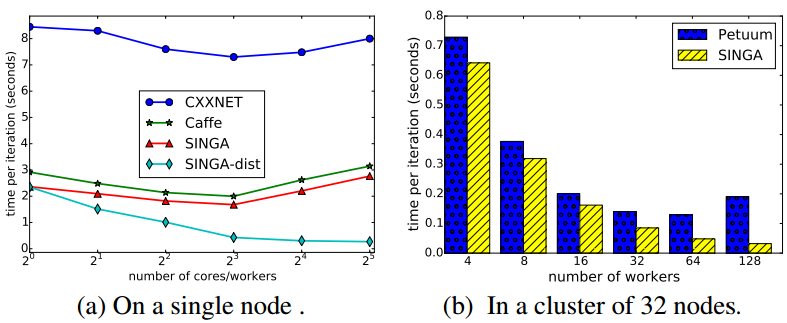 time per iteration (seconds)
8
7
6
5
4
3
2
1
0
CXXNET
Caffe
SINGA
SINGA-dist
2^0 2^1 2^2 2^3 2^4 2^5
number of cores/workers
(a) On a single node .
time per iteration (seconds)
0.8
0.7
0.6
0.5
0.4
0.3
0.2
0.1
0.0
Petuum
SINGA
4 8 16 32 64 128
number of workers
(b) In a cluster of 32 nodes.